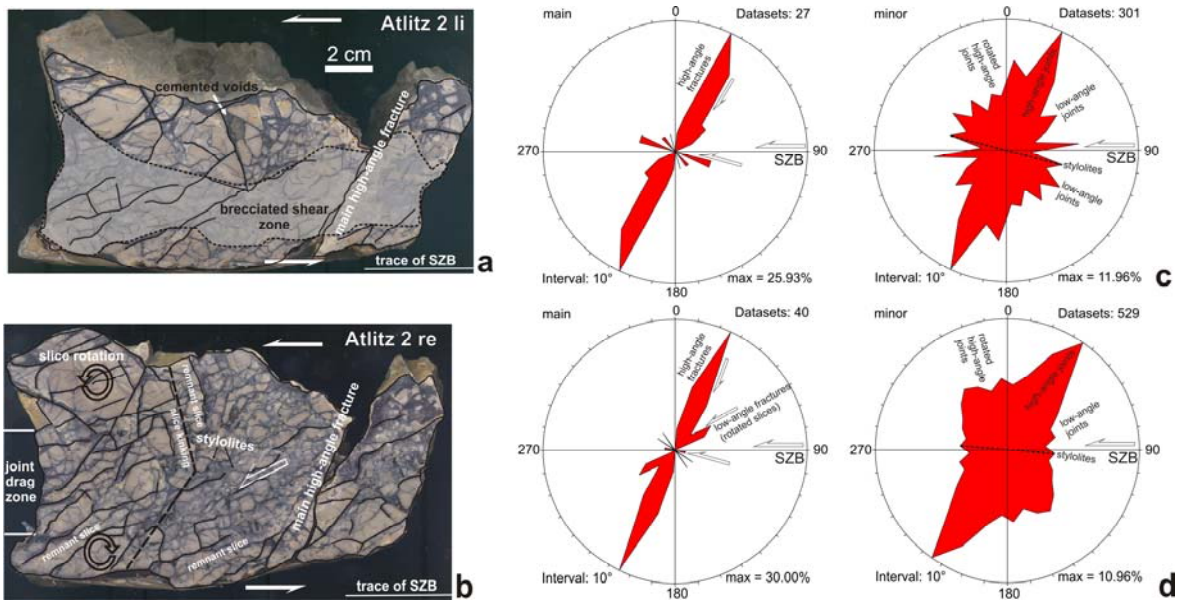 Atlitz 2 li
2 cm
cemented voids
main high-angle fracture
brecciated shear
zone
trace of SZB
a
Atlitz 2 re
slice rotation
remnant slice
slice kinking
stylolites
main high-angle fracture
joint
drag
zone
remnant slice
remnant slice
trace of SZB
b
main
0
Datasets: 27
high-angle
fractures
270
90
SZB
Interval: 10°
max = 25.93%
180
minor
0
Datasets: 301
rotated
high-angle
joints
high-angle joints
low-angle
joints
270
90
SZB
stylolites
low-angle
joints
Interval: 10°
max = 11.96%
180
c
main
0
Datasets: 40
high-angle
fractures
low-angle fractures
(rotated slices)
270
90
SZB
Interval: 10°
max = 30.00%
180
minor
0
Datasets: 529
rotated
high-angle
joints
high-angle joints
low-angle
joints
270
90
SZB
stylolites
Interval: 10°
max = 10.96%
180
d